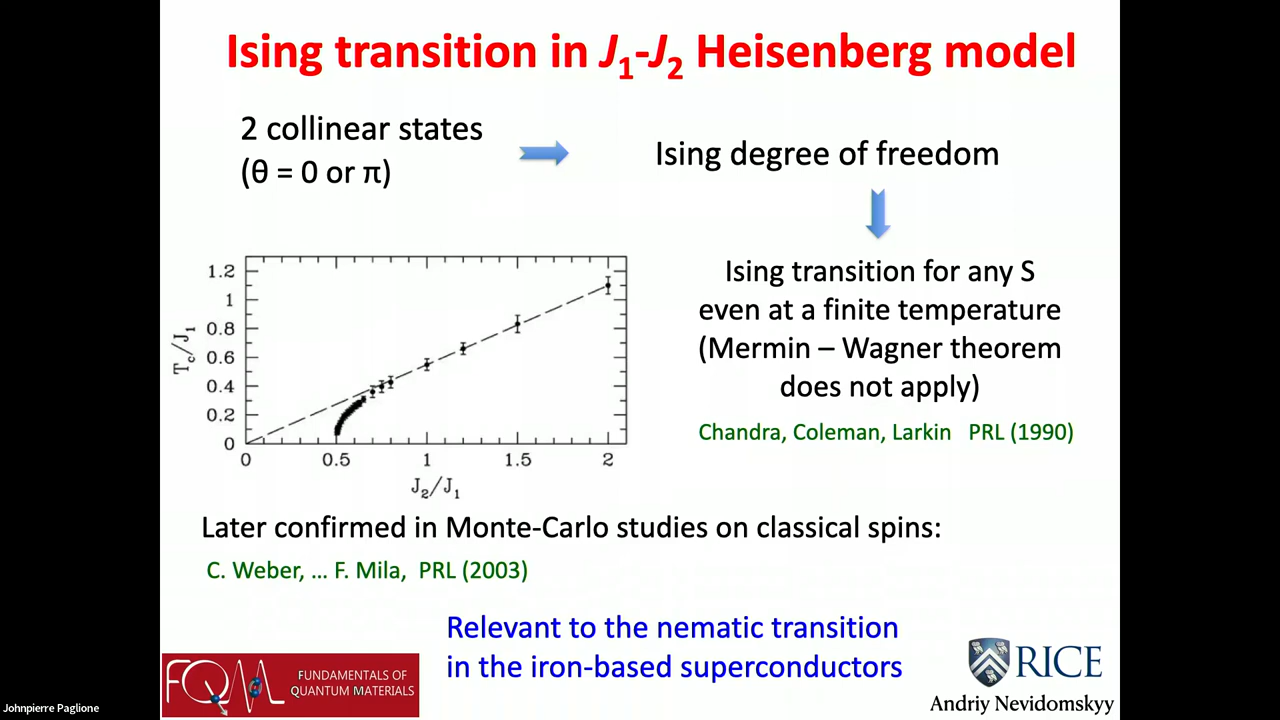 Ising transition in J1-J2 Heisenberg model
2 collinear states
(θ = 0 or π)
Ising degree of freedom
Ising transition for any S
even at a finite temperature
(Mermin – Wagner theorem
does not apply)
Chandra, Coleman, Larkin PRL (1990)
Tc/J1
1.2
1
0.8
0.6
0.4
0.2
0
0 0.5 1 1.5 2
J2/J1
Later confirmed in Monte-Carlo studies on classical spins:
C. Weber, ... F. Mila, PRL (2003)
Relevant to the nematic transition
in the iron-based superconductors
FQM
FUNDAMENTALS OF
QUANTUM MATERIALS
RICE
Andriy Nevidomskyy
Johnpierre Paglione